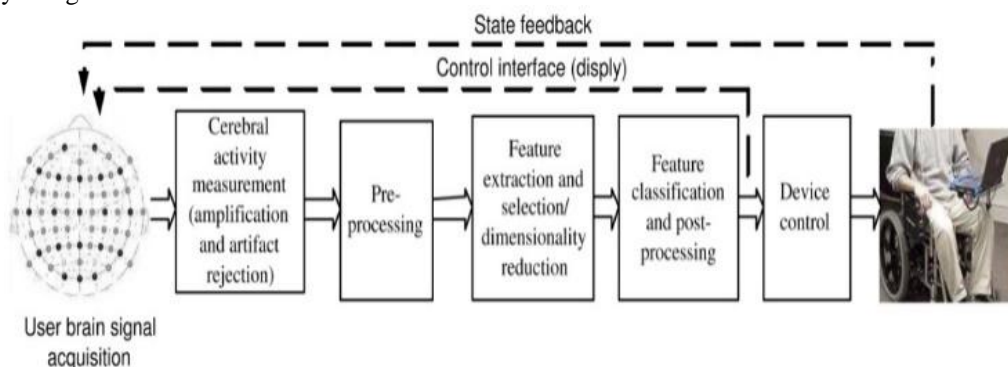 State feedback
Control interface (disply)
Cerebral
activity
measurement
(amplification
and artifact
rejection)
Pre-
processing
Feature
extraction and
selection/
dimensionality
reduction
Feature
classification
and post-
processing
Device
control
User brain signal
acquisition